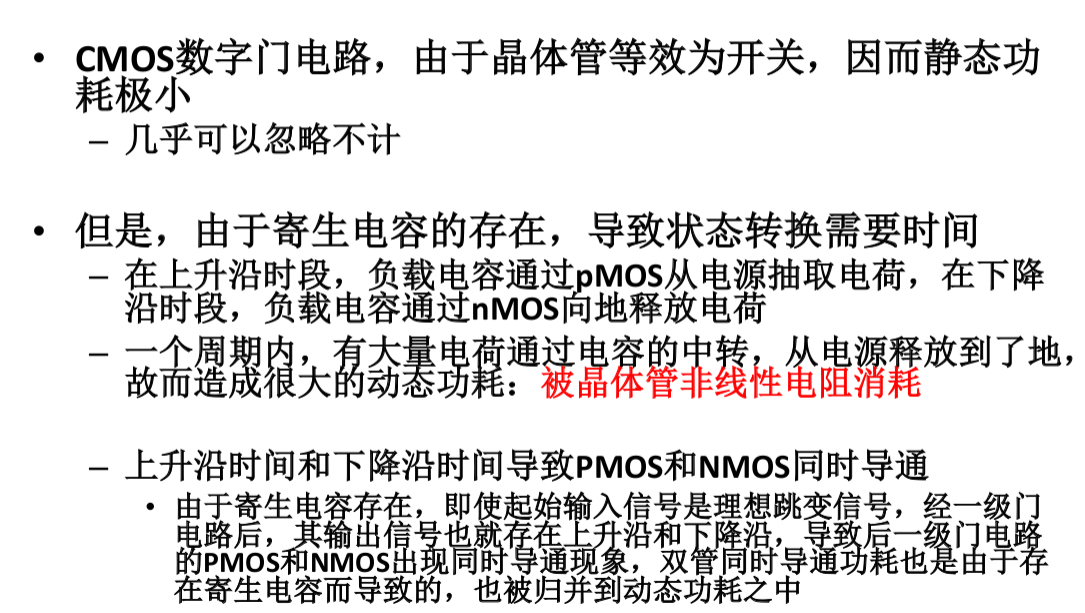 • CMOS数字门电路，由于晶体管等效为开关，因而静态功
耗极小
– 几乎可以忽略不计
• 但是，由于寄生电容的存在，导致状态转换需要时间
– 在上升沿时段，负载电容通过pMOS从电源抽取电荷，在下降
沿时段，负载电容通过nMOS向地释放电荷
– 一个周期内，有大量电荷通过电容的中转，从电源释放到了地，
故而造成很大的动态功耗：被晶体管非线性电阻消耗
– 上升沿时间和下降沿时间导致PMOS和NMOS同时导通
• 由于寄生电容存在，即使起始输入信号是理想跳变信号，经一级门
电路后，其输出信号也就存在上升沿和下降沿，导致后一级门电路
的PMOS和NMOS出现同时导通现象，双管同时导通功耗也是由于存
在寄生电容而导致的，也被归并到动态功耗之中